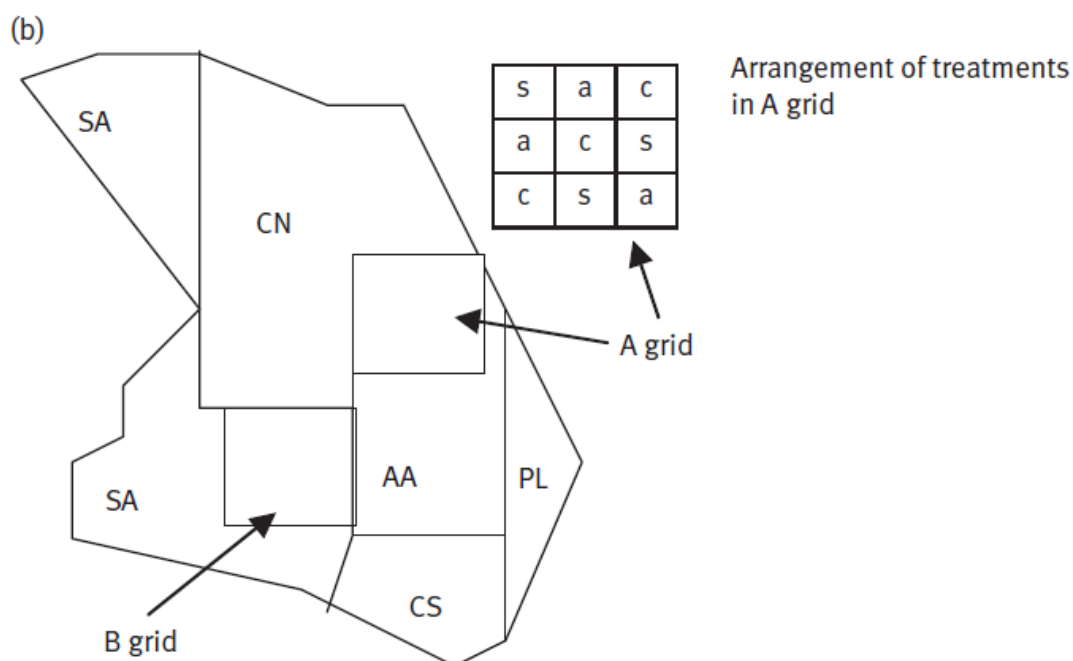 (b)
SA
CN
s a c
a c s
c s a
Arrangement of treatments
in A grid
A grid
SA
AA
PL
CS
B grid